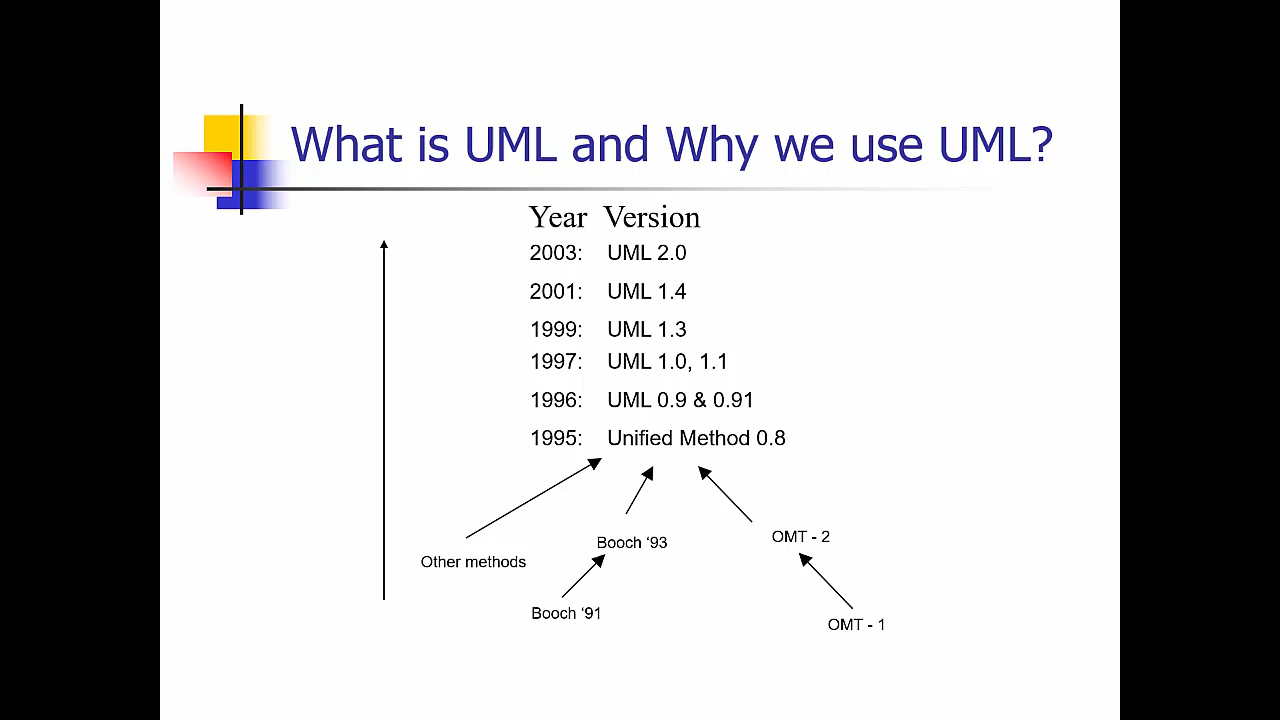 What is UML and Why we use UML?
Year Version
2003: UML 2.0
2001: UML 1.4
1999: UML 1.3
1997: UML 1.0, 1.1
1996: UML 0.9 & 0.91
1995: Unified Method 0.8
Other methods
Booch ‘93
OMT - 2
Booch ‘91
OMT - 1